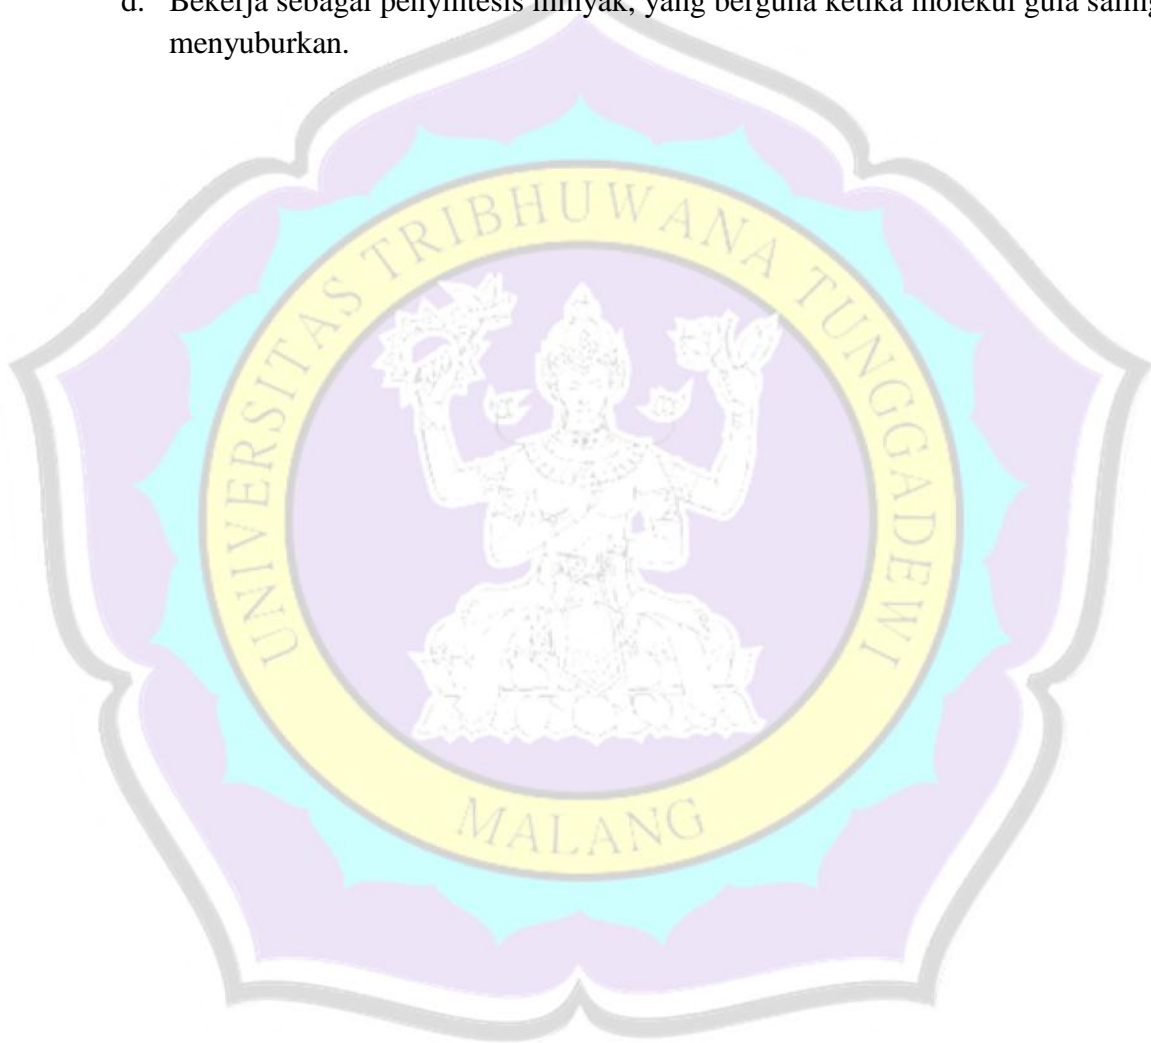 d. Bekerja sebagai penyintesis minyak, yang berguna ketika molekul gula saling
menyuburkan.
UNIVERSITAS TRIBHUWANA TUNGGADEWI
MALANG